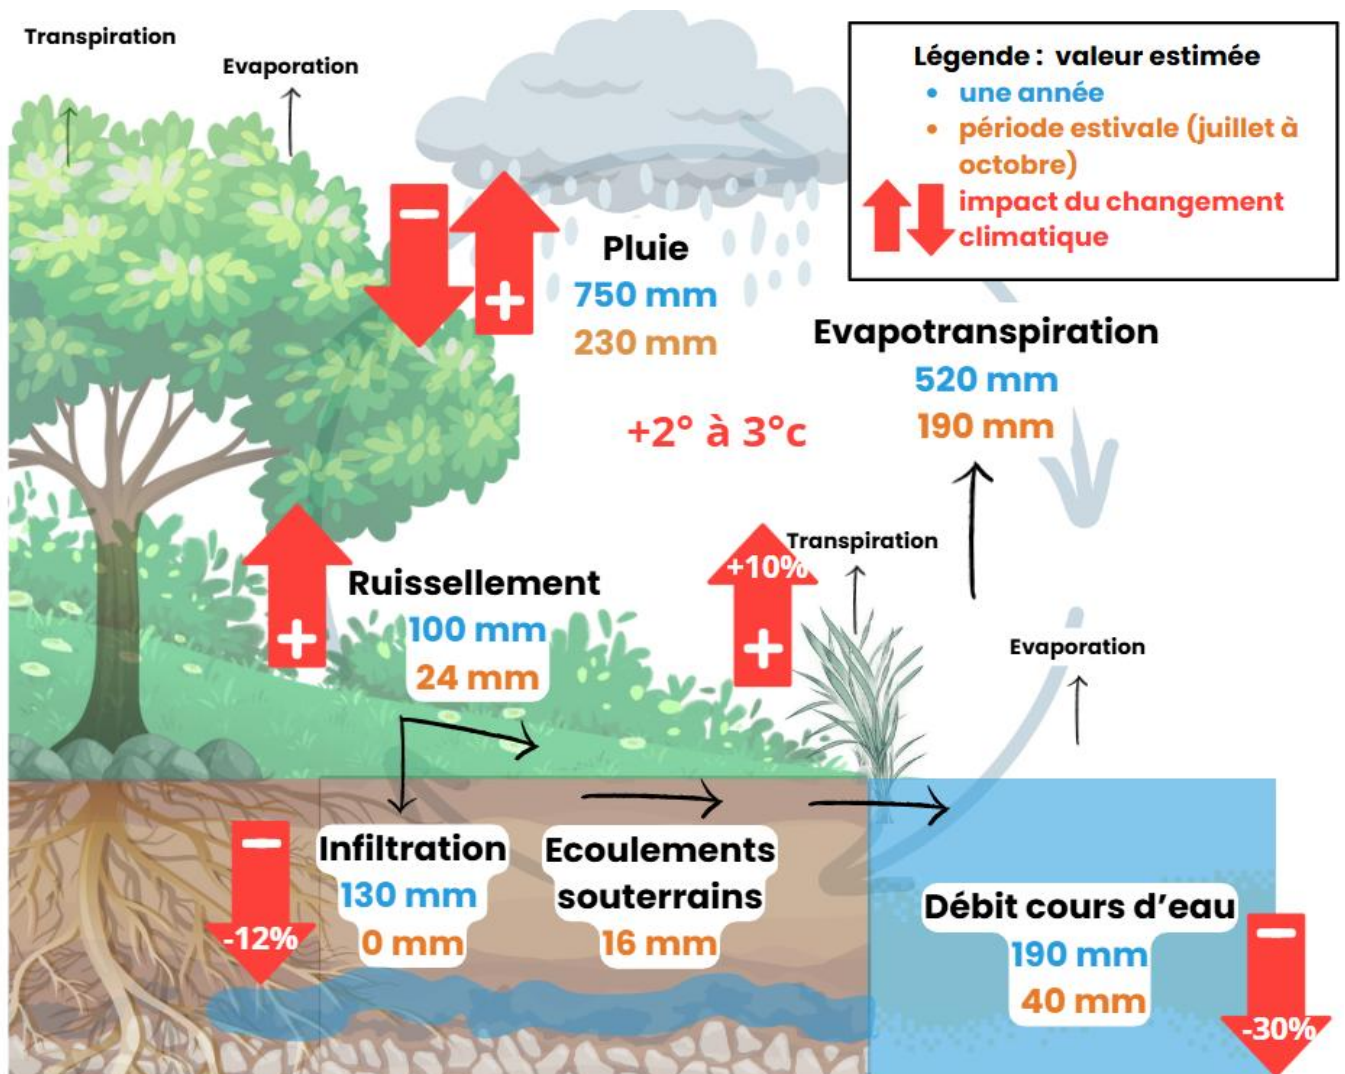 Transpiration
Evaporation
Légende : valeur estimée
• une année
• période estivale (juillet à
octobre)
impact du changement
climatique
−
+
Pluie
750 mm
230 mm
Evapotranspiration
520 mm
190 mm
+2° à 3°c
+
Ruissellement
100 mm
24 mm
+10%
+
Transpiration
Evaporation
−
-12%
Infiltration
130 mm
0 mm
Ecoulements
souterrains
16 mm
Débit cours d'eau
190 mm
40 mm
−
-30%